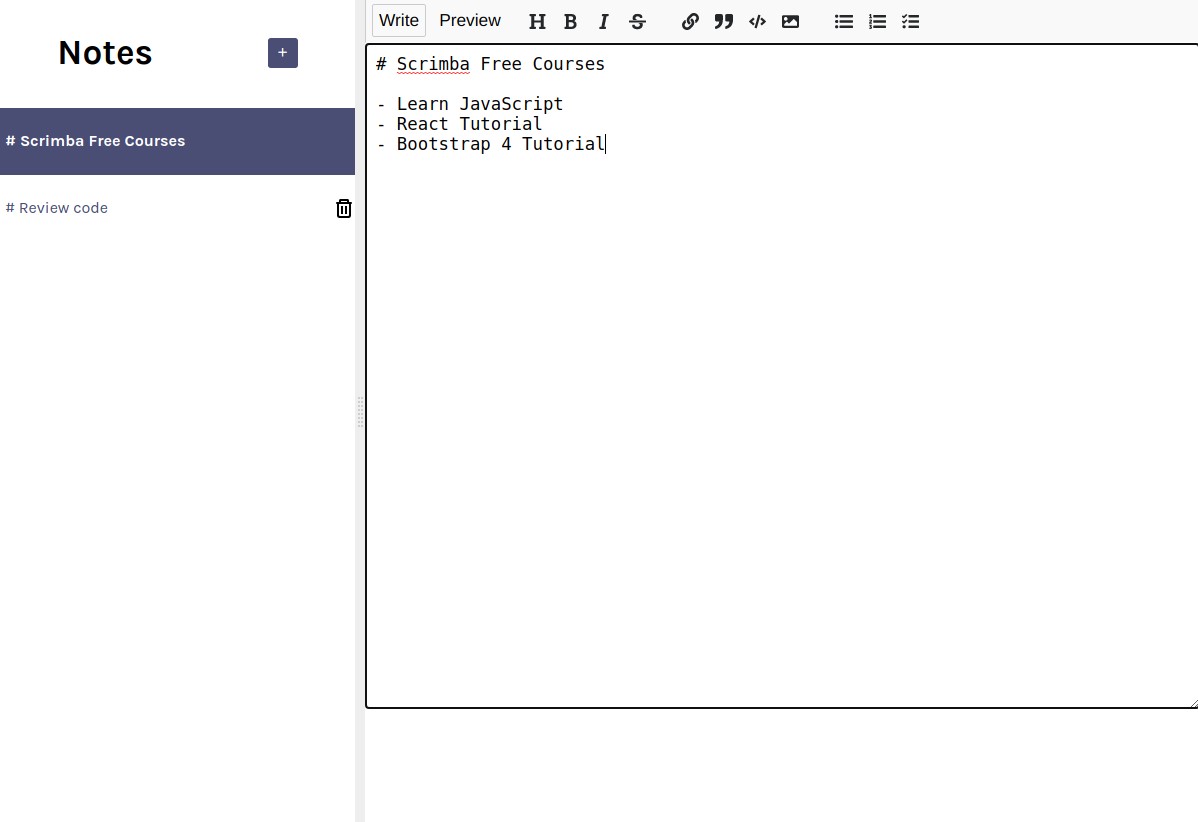 Notes
+
# Scrimba Free Courses
# Review code
Write Preview
# Scrimba Free Courses
- Learn JavaScript
- React Tutorial
- Bootstrap 4 Tutorial